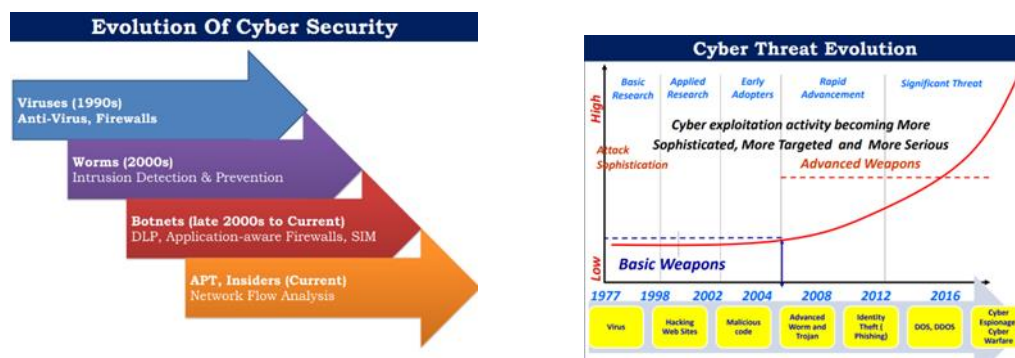 Evolution Of Cyber Security
Viruses (1990s)
Anti-Virus, Firewalls
Worms (2000s)
Intrusion Detection & Prevention
Botnets (late 2000s to Current)
DLP, Application-aware Firewalls, SIM
APT, Insiders (Current)
Network Flow Analysis
Cyber Threat Evolution
High
Low
Basic
Research
Applied
Research
Early
Adopters
Rapid
Advancement
Significant Threat
Cyber exploitation activity becoming More
Sophisticated, More Targeted and More Serious
Attack
Sophistication
Advanced Weapons
Basic Weapons
1977 1998 2002 2004 2008 2012 2016
Virus
Hacking
Web Sites
Malicious
code
Advanced
Worm and
Trojan
Identity
Theft (
Phishing)
DOS, DDOS
Cyber
Espionage
Cyber
Warfare